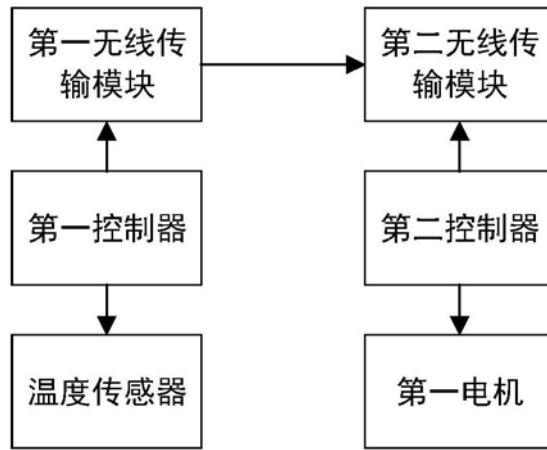 第一无线传
输模块
第二无线传
输模块
第一控制器
第二控制器
温度传感器
第一电机